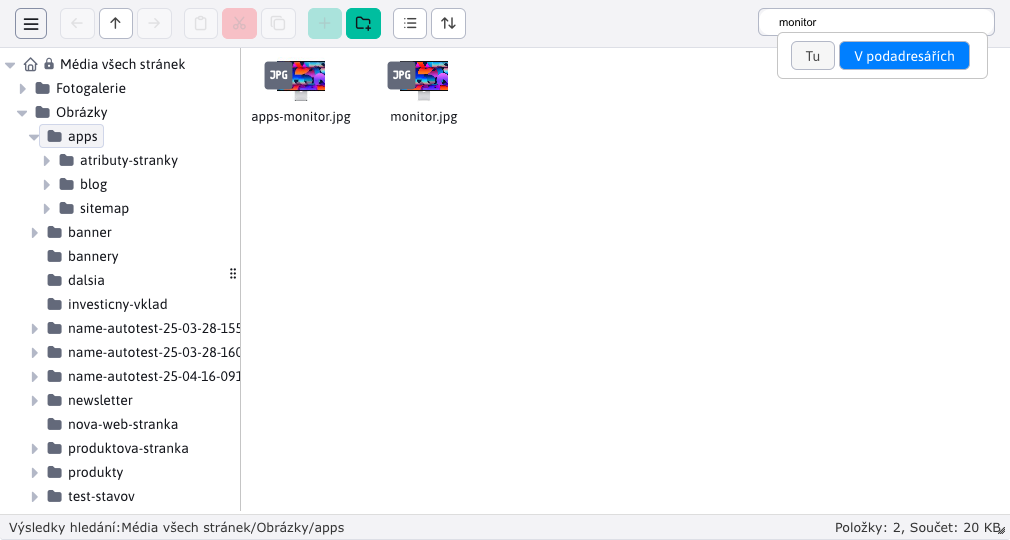 monitor
Tu
V podadresářích
Média všech stránek
Fotogalerie
Obrázky
apps
atributy-stranky
blog
sitemap
banner
bannery
dalsia
investicny-vklad
name-autotest-25-03-28-155
name-autotest-25-03-28-160
name-autotest-25-04-16-091
newsletter
nova-web-stranka
produktova-stranka
produkty
test-stavov
JPG
JPG
apps-monitor.jpg
monitor.jpg
Výsledky hledání:Média všech stránek/Obrázky/apps
Položky: 2, Součet: 20 KB